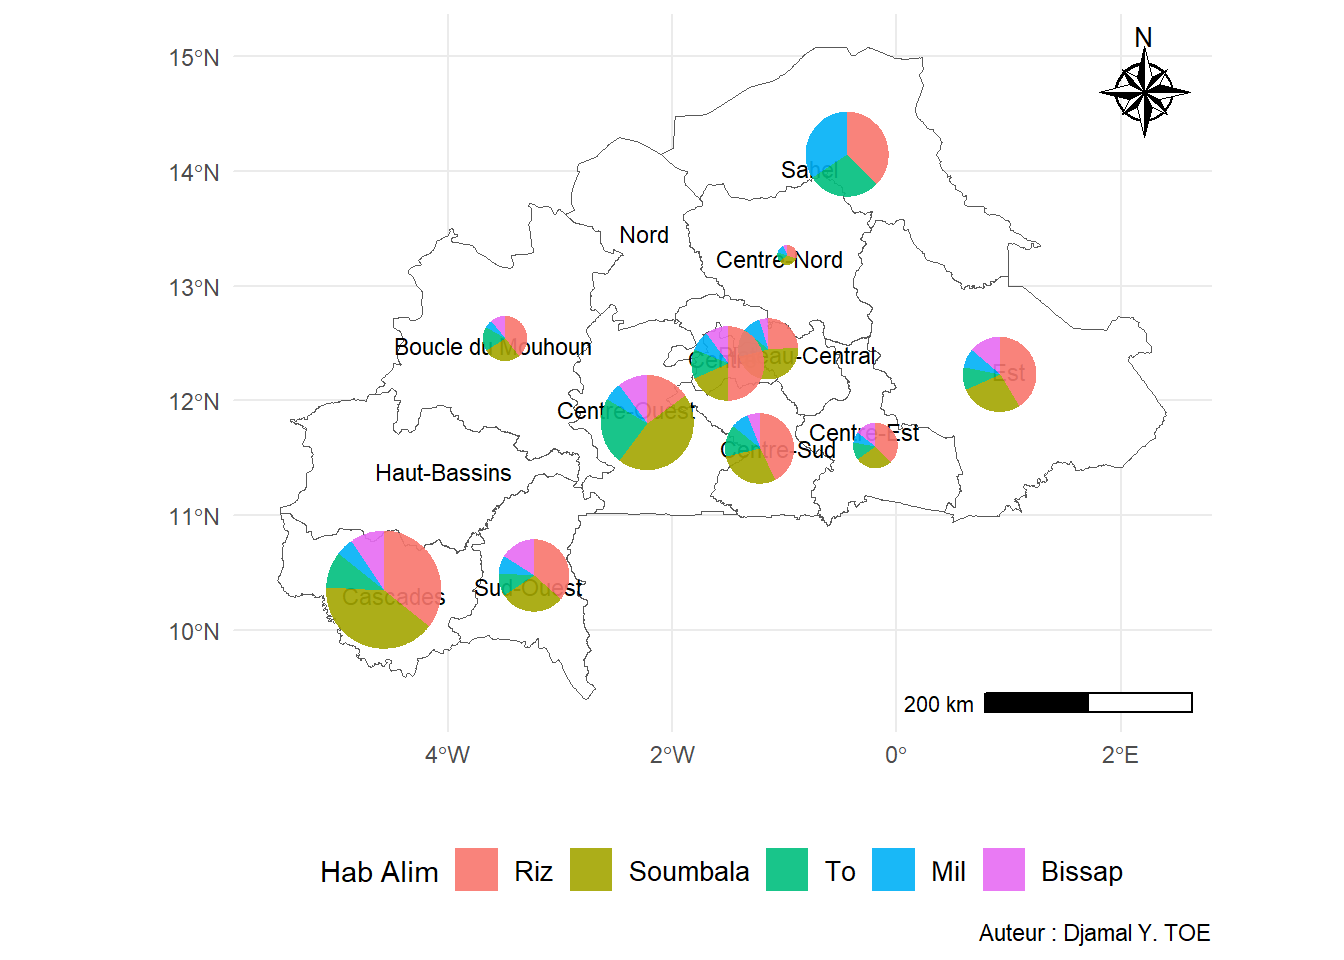 N
15°N
14°N
13°N
12°N
11°N
10°N
Sahel
Nord
Centre-Nord
Boucle du Mouhoun
Centre
Plateau-Central
Est
Centre-Ouest
Centre-Est
Centre-Sud
Haut-Bassins
Cascades
Sud-Ouest
200 km
4°W 2°W 0° 2°E
Hab Alim Riz Soumbala To Mil Bissap
Auteur : Djamal Y. TOE